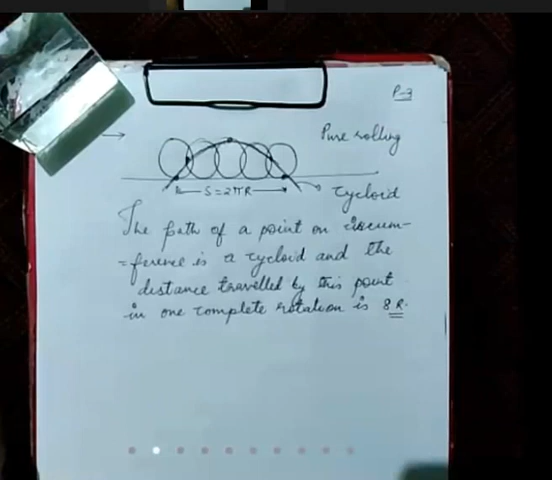 P-3
Pure rolling
S = 2πR
Cycloid
The path of a point on circum-
=ference is a cycloid and the
distance travelled by this point
in one complete rotation is 8R.